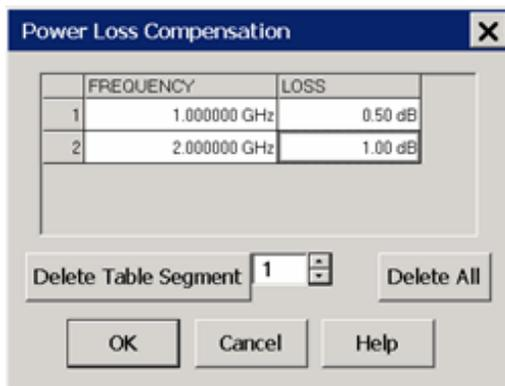 Power Loss Compensation
FREQUENCY LOSS
1 1.000000 GHz 0.50 dB
2 2.000000 GHz 1.00 dB
Delete Table Segment 1 Delete All
OK Cancel Help